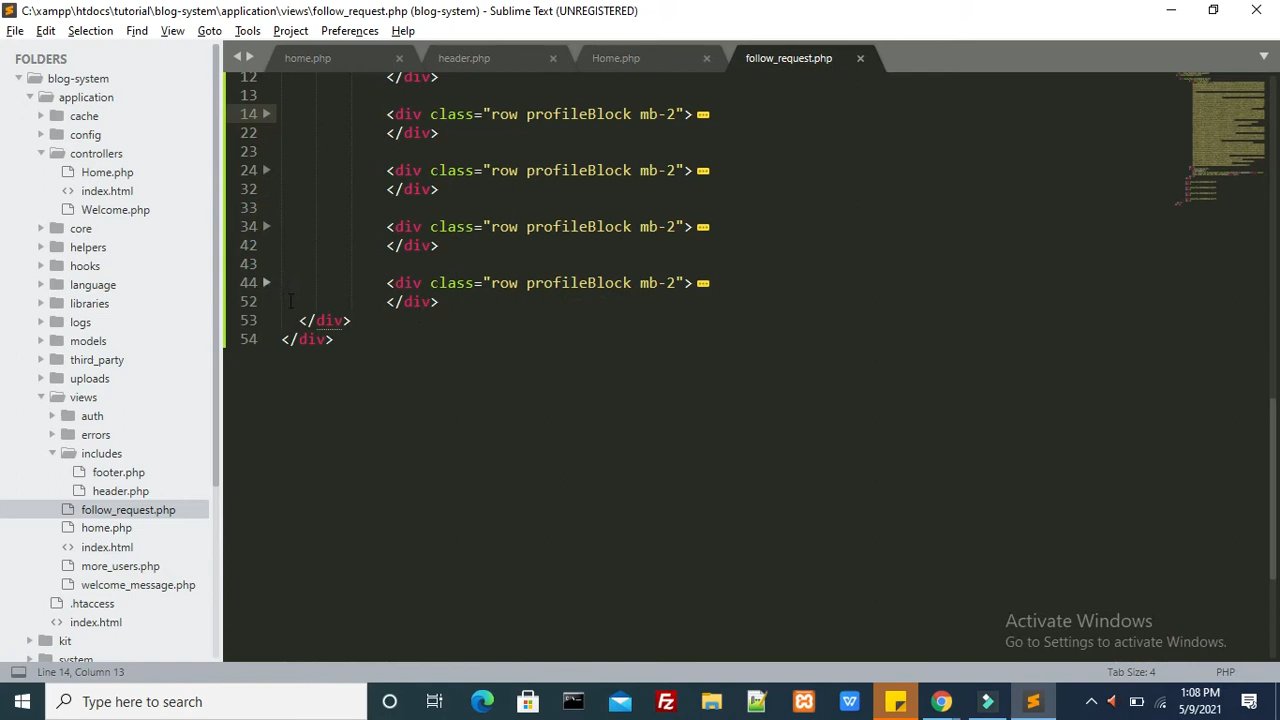 C:\xampp\htdocs\tutorial\blog-system\application\views\follow_request.php (blog-system) - Sublime Text (UNREGISTERED)
File Edit Selection Find View Goto Tools Project Preferences Help
FOLDERS
blog-system
application
cache
config
controllers
Home.php
index.html
Welcome.php
core
helpers
hooks
language
libraries
logs
models
third_party
uploads
views
auth
errors
includes
footer.php
header.php
follow_request.php
home.php
index.html
more_users.php
welcome_message.php
.htaccess
index.html
kit
system
home.php header.php Home.php follow_request.php
12 </div>
13
14 <div class="row profileBlock mb-2">
22 </div>
23
24 <div class="row profileBlock mb-2">
32 </div>
33
34 <div class="row profileBlock mb-2">
42 </div>
43
44 <div class="row profileBlock mb-2">
52 </div>
53 </div>
54 </div>
Activate Windows
Go to Settings to activate Windows.
Line 14, Column 13 Tab Size: 4 PHP
Type here to search
1:08 PM
5/9/2021